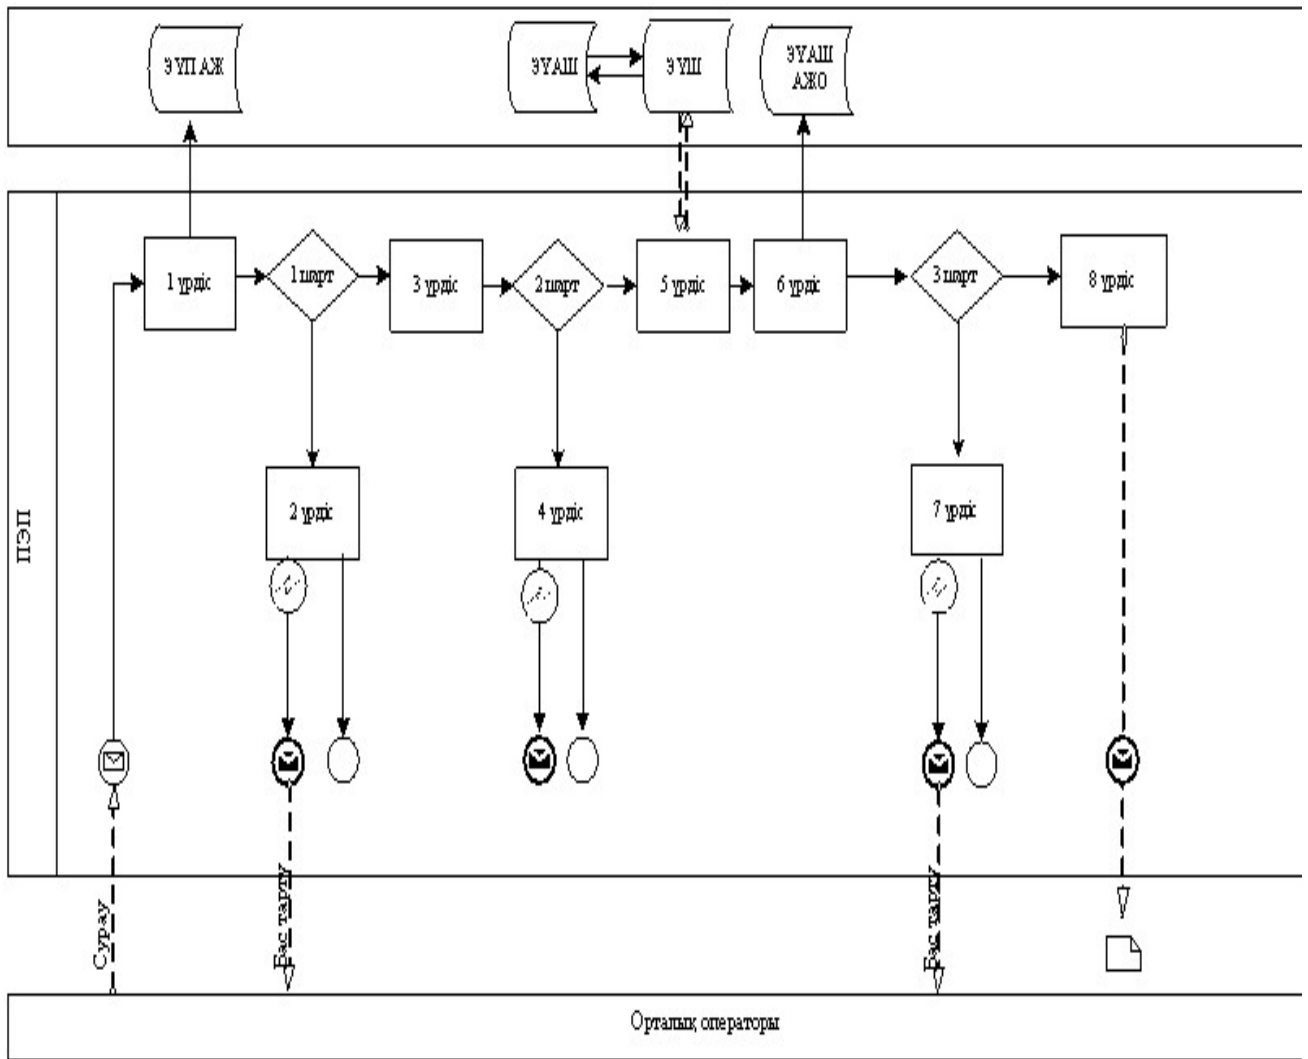 ЭҮП АЖ
ЭҮАШ
ЭҮШ
ЭҮАШ
АЖО
1 үрдіс
1 шарт
3 үрдіс
2 шарт
5 үрдіс
6 үрдіс
3 шарт
8 үрдіс
2 үрдіс
4 үрдіс
7 үрдіс
ПЭП
Сурау
Бас тарту
Бас тарту
Орталық операторы